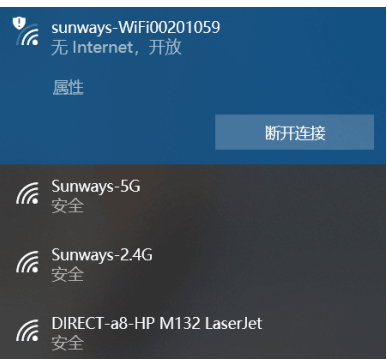 sunways-WiFi00201059
无 Internet，开放
属性
断开连接
Sunways-5G
安全
Sunways-2.4G
安全
DIRECT-a8-HP M132 LaserJet
安全